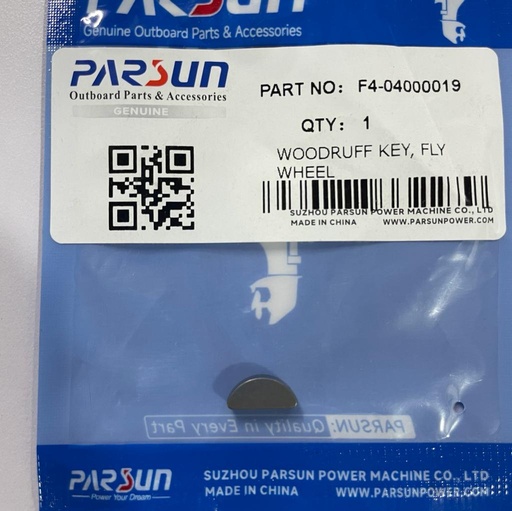 PARSUN
Genuine Outboard Parts & Accessories
PARSUN
Outboard Parts & Accessories
GENUINE
PART NO: F4-04000019
QTY: 1
WOODRUFF KEY, FLY
WHEEL
SUZHOU PARSUN POWER MACHINE CO., LTD
MADE IN CHINA WWW.PARSUNPOWER.COM
PARSUN: Quality in Every Part
PARSUN
Power Your Dream
SUZHOU PARSUN POWER MACHINE CO., LTD
MADE IN CHINA WWW.PARSUNPOWER.COM